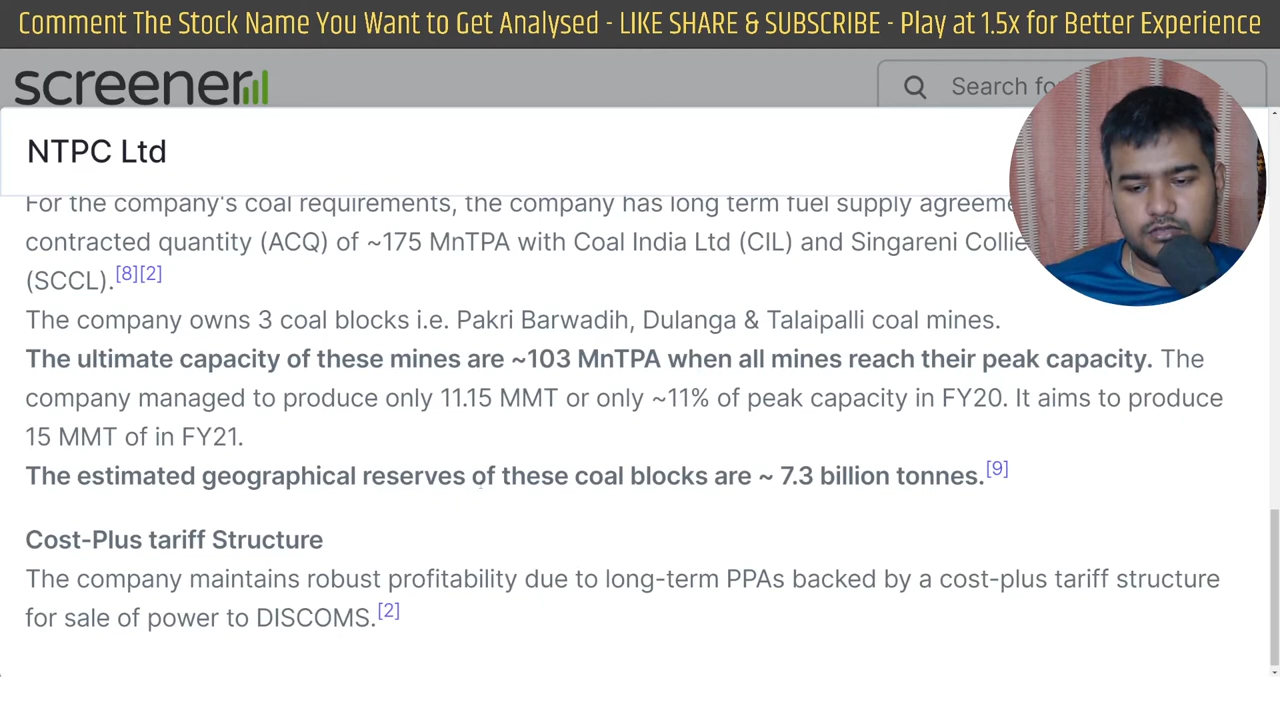 Comment The Stock Name You Want to Get Analysed - LIKE SHARE & SUBSCRIBE - Play at 1.5x for Better Experience
screener
Search fo
NTPC Ltd
For the company's coal requirements, the company has long term fuel supply agreeme
contracted quantity (ACQ) of ~175 MnTPA with Coal India Ltd (CIL) and Singareni Collie
(SCCL).[8][2]
The company owns 3 coal blocks i.e. Pakri Barwadih, Dulanga & Talaipalli coal mines.
The ultimate capacity of these mines are ~103 MnTPA when all mines reach their peak capacity. The
company managed to produce only 11.15 MMT or only ~11% of peak capacity in FY20. It aims to produce
15 MMT of in FY21.
The estimated geographical reserves of these coal blocks are ~ 7.3 billion tonnes.[9]
Cost-Plus tariff Structure
The company maintains robust profitability due to long-term PPAs backed by a cost-plus tariff structure
for sale of power to DISCOMS.[2]